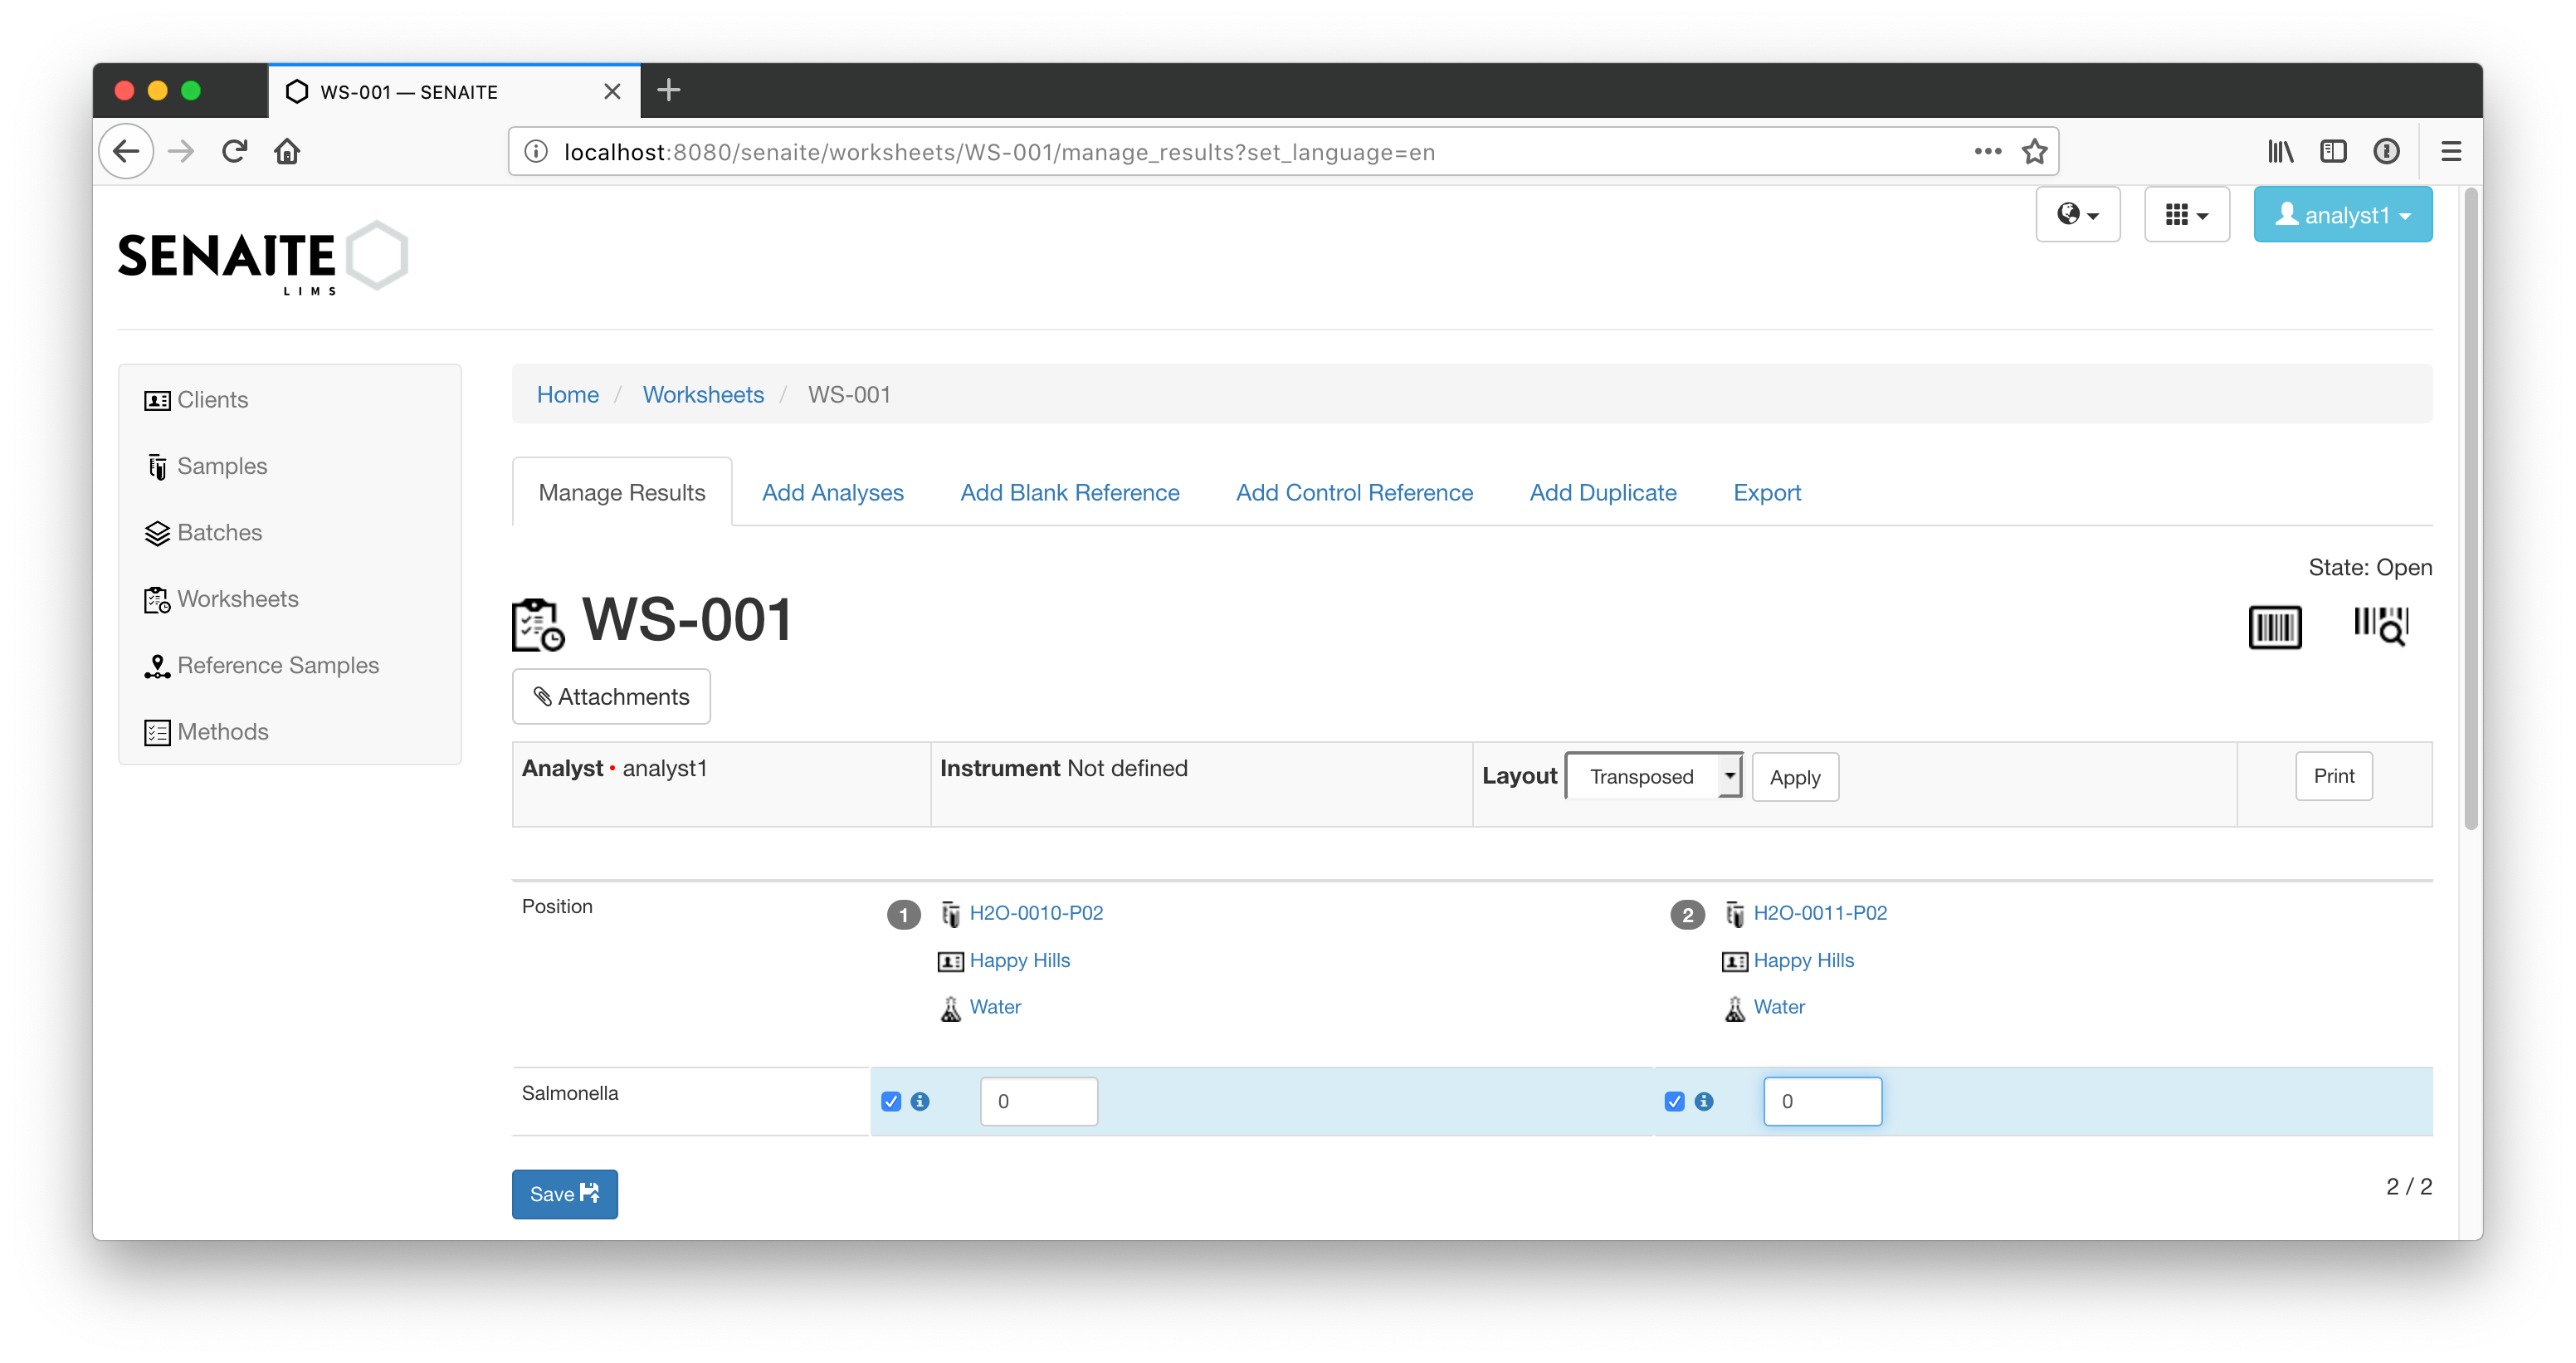 WS-001 — SENAITE
localhost:8080/senaite/worksheets/WS-001/manage_results?set_language=en
analyst1
SENAITE
LIMS
Clients
Samples
Batches
Worksheets
Reference Samples
Methods
Home / Worksheets / WS-001
Manage Results Add Analyses Add Blank Reference Add Control Reference Add Duplicate Export
State: Open
WS-001
Attachments
Analyst • analyst1 Instrument Not defined Layout Transposed Apply Print
Position 1 H2O-0010-P02 2 H2O-0011-P02
Happy Hills Happy Hills
Water Water
Salmonella 0 0
Save 2 / 2